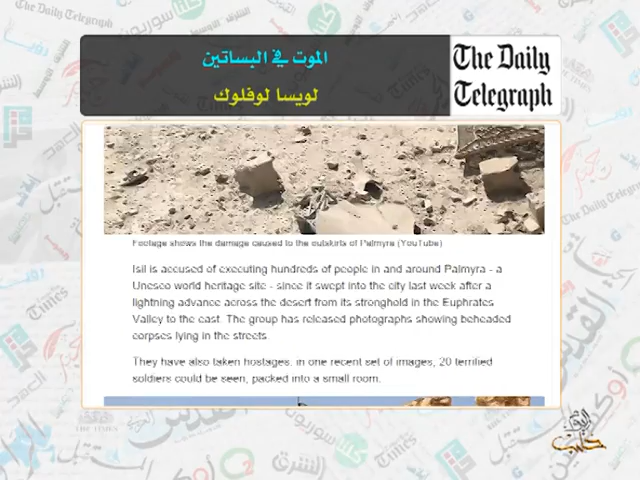 الموت في البساتين
لويسا لوفلوك
The Daily
Telegraph
Footage shows the damage caused to the outskirts of Palmyra (YouTube)
Isil is accused of executing hundreds of people in and around Palmyra - a
Unesco world heritage site - since it swept into the city last week after a
lightning advance across the desert from its stronghold in the Euphrates
Valley to the east. The group has released photographs showing beheaded
corpses lying in the streets.
They have also taken hostages: in one recent set of images, 20 terrified
soldiers could be seen, packed into a small room.
حلب اليوم